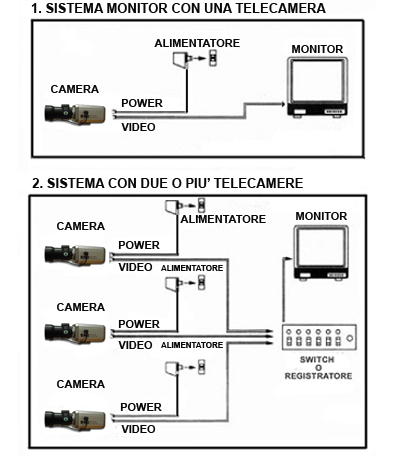 1. SISTEMA MONITOR CON UNA TELECAMERA
ALIMENTATORE
MONITOR
CAMERA
POWER
VIDEO
2. SISTEMA CON DUE O PIU' TELECAMERE
ALIMENTATORE
MONITOR
CAMERA
POWER
VIDEO
ALIMENTATORE
CAMERA
POWER
VIDEO
ALIMENTATORE
SWITCH
O
REGISTRATORE
CAMERA
POWER
VIDEO